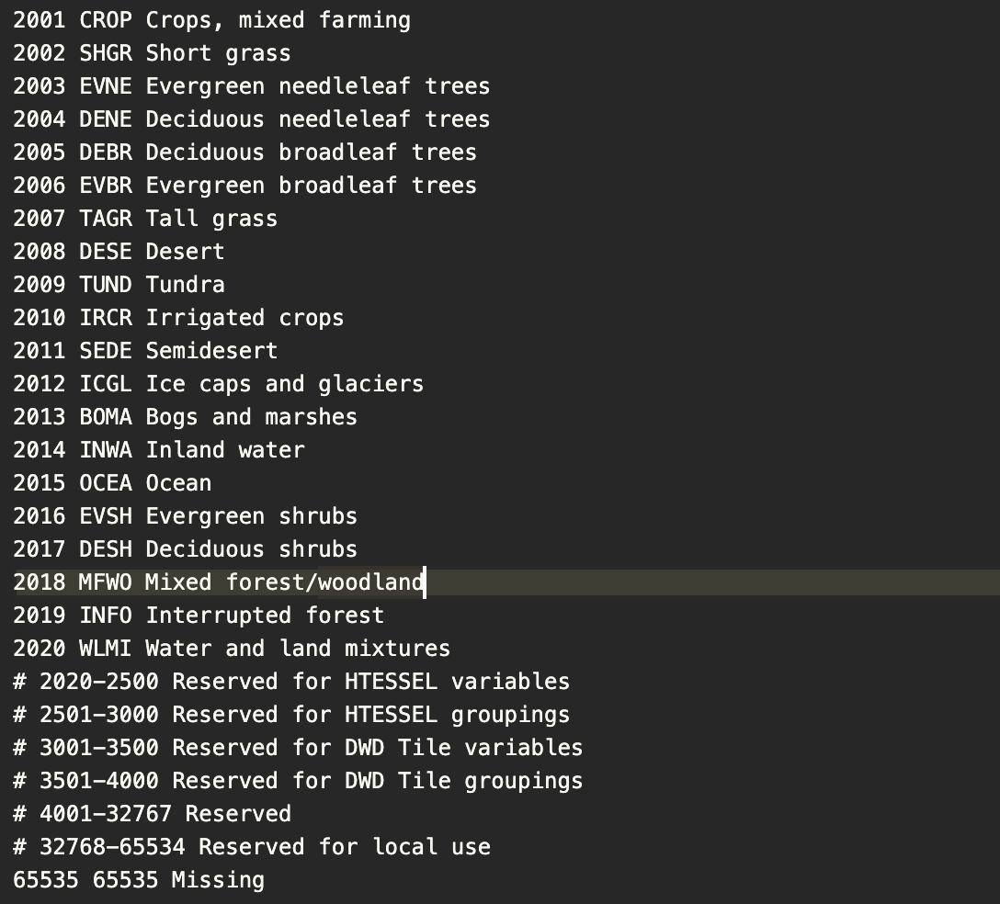 2001 CROP Crops, mixed farming
2002 SHGR Short grass
2003 EVNE Evergreen needleleaf trees
2004 DENE Deciduous needleleaf trees
2005 DEBR Deciduous broadleaf trees
2006 EVBR Evergreen broadleaf trees
2007 TAGR Tall grass
2008 DESE Desert
2009 TUND Tundra
2010 IRCR Irrigated crops
2011 SEDE Semidesert
2012 ICGL Ice caps and glaciers
2013 BOMA Bogs and marshes
2014 INWA Inland water
2015 OCEA Ocean
2016 EVSH Evergreen shrubs
2017 DESH Deciduous shrubs
2018 MFWO Mixed forest/woodland
2019 INFO Interrupted forest
2020 WLMI Water and land mixtures
# 2020-2500 Reserved for HTESSEL variables
# 2501-3000 Reserved for HTESSEL groupings
# 3001-3500 Reserved for DWD Tile variables
# 3501-4000 Reserved for DWD Tile groupings
# 4001-32767 Reserved
# 32768-65534 Reserved for local use
65535 65535 Missing